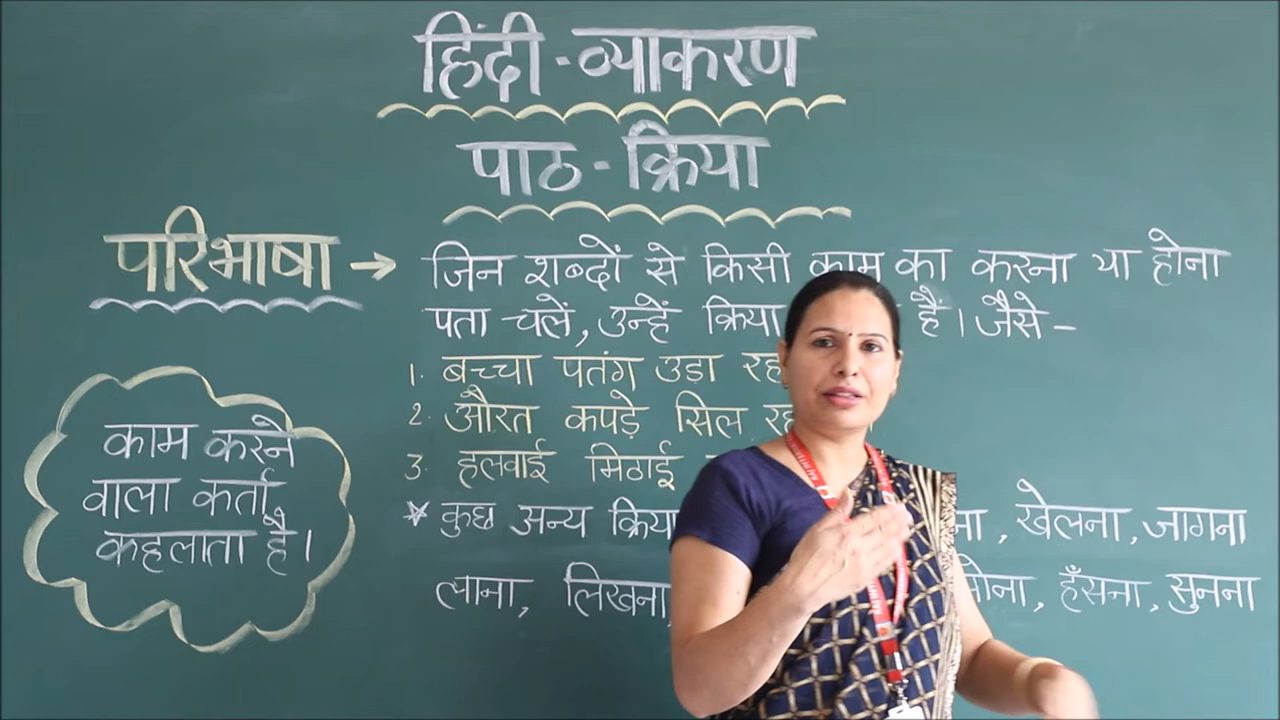 हिंदी-व्याकरण
पाठ-क्रिया
परिभाषा →
जिन शब्दों से किसी काम का करना या होना
पता चलें, उन्हें क्रिया हैं। जैसे-
1. बच्चा पतंग उड़ा
2. औरत कपड़े सिल
3. हलवाई मिठाई
* कुछ अन्य खेलना, जागना
लाना, लिखना, हँसना, सुनना
काम करने
वाला कर्ता
कहलाता है।